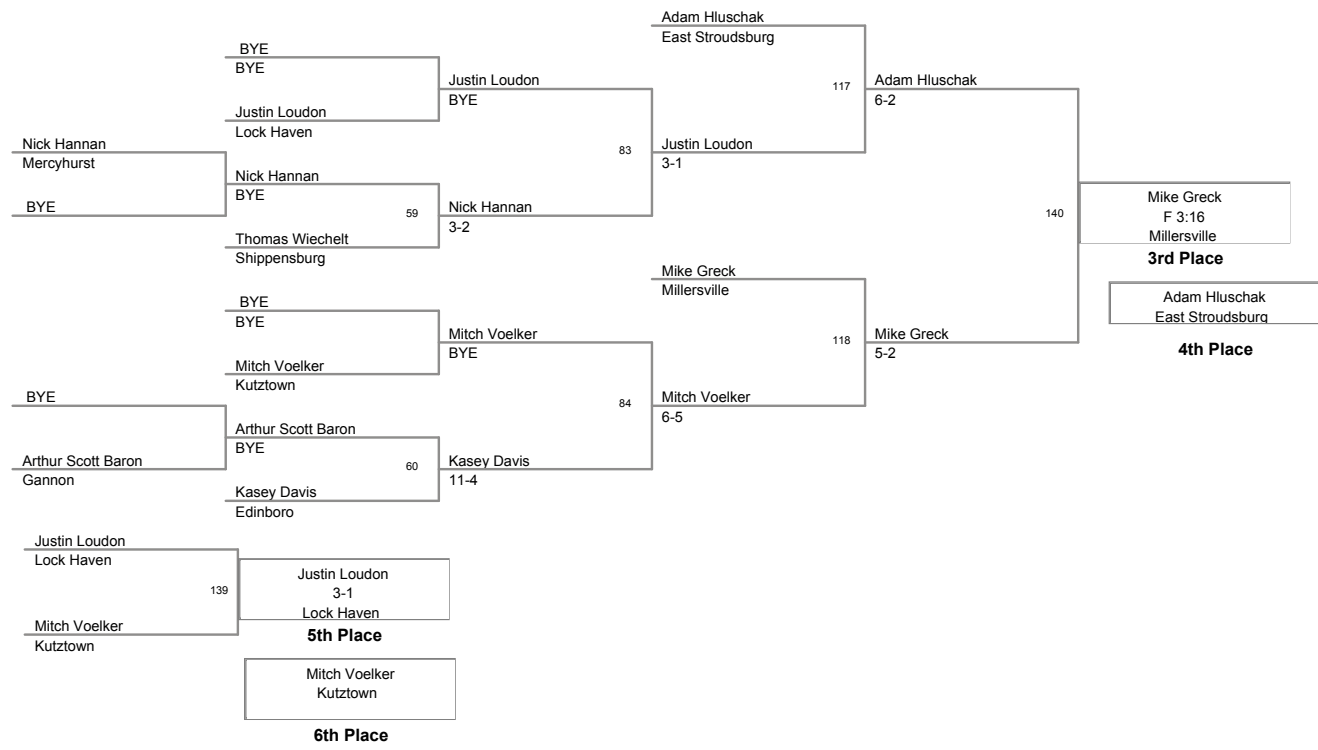 Adam Hluschak
East Stroudsburg
BYE
BYE
Justin Loudon
BYE
117
Adam Hluschak
6-2
Justin Loudon
Lock Haven
Nick Hannan
Mercyhurst
83
Justin Loudon
3-1
Nick Hannan
BYE
BYE
59
Nick Hannan
3-2
140
Mike Greck
F 3:16
Millersville
3rd Place
Thomas Wiechelt
Shippensburg
Mike Greck
Millersville
Adam Hluschak
East Stroudsburg
4th Place
BYE
BYE
Mitch Voelker
BYE
118
Mike Greck
5-2
Mitch Voelker
Kutztown
BYE
84
Mitch Voelker
6-5
Arthur Scott Baron
BYE
Arthur Scott Baron
Gannon
60
Kasey Davis
11-4
Kasey Davis
Edinboro
Justin Loudon
Lock Haven
139
Justin Loudon
3-1
Lock Haven
5th Place
Mitch Voelker
Kutztown
Mitch Voelker
Kutztown
6th Place